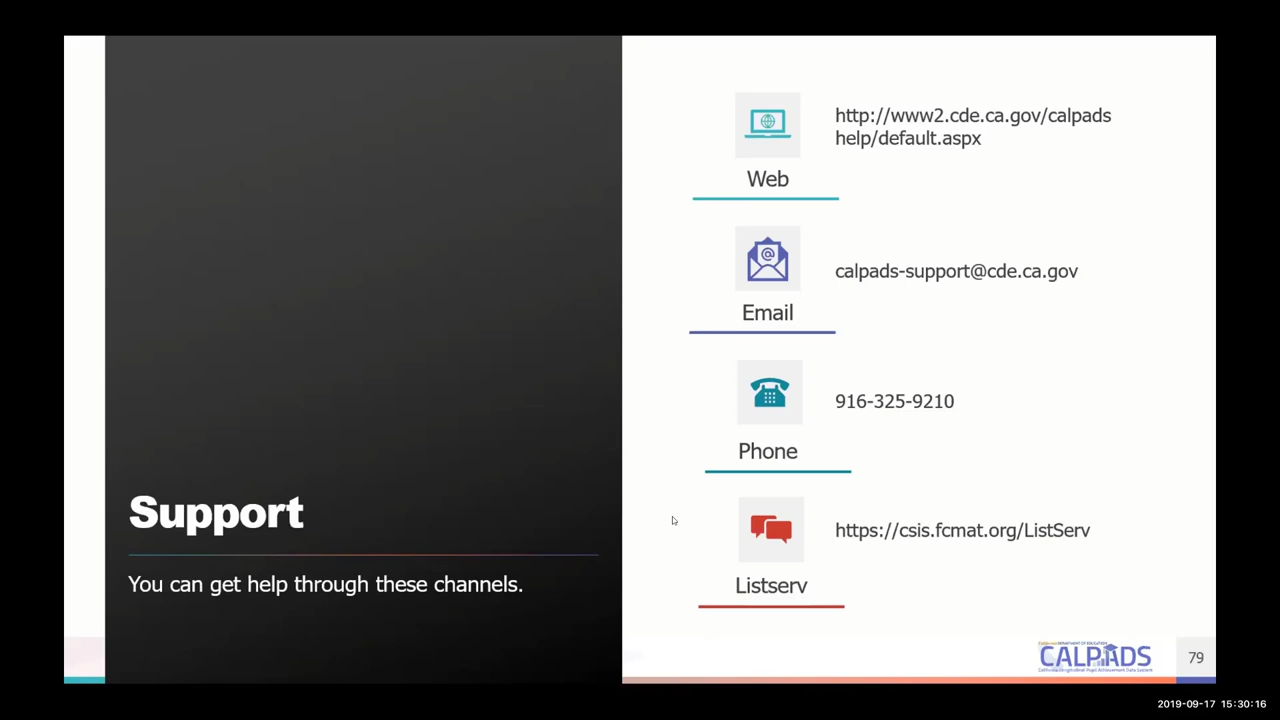 Support
You can get help through these channels.
http://www2.cde.ca.gov/calpads
help/default.aspx
Web
calpads-support@cde.ca.gov
Email
916-325-9210
Phone
https://csis.fcmat.org/ListServ
Listserv
CALPADS
79
2019-09-17 15:30:16